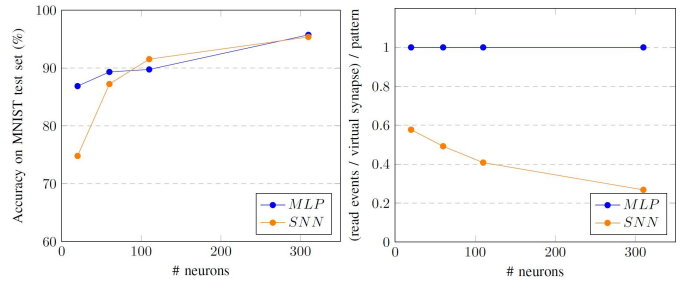 Accuracy on MNIST test set (%)
100
90
80
70
60
0
100
200
300
# neurons
MLP
SNN
(read events / virtual synapse) / pattern
1
0.8
0.6
0.4
0.2
0
0
100
200
300
# neurons
MLP
SNN